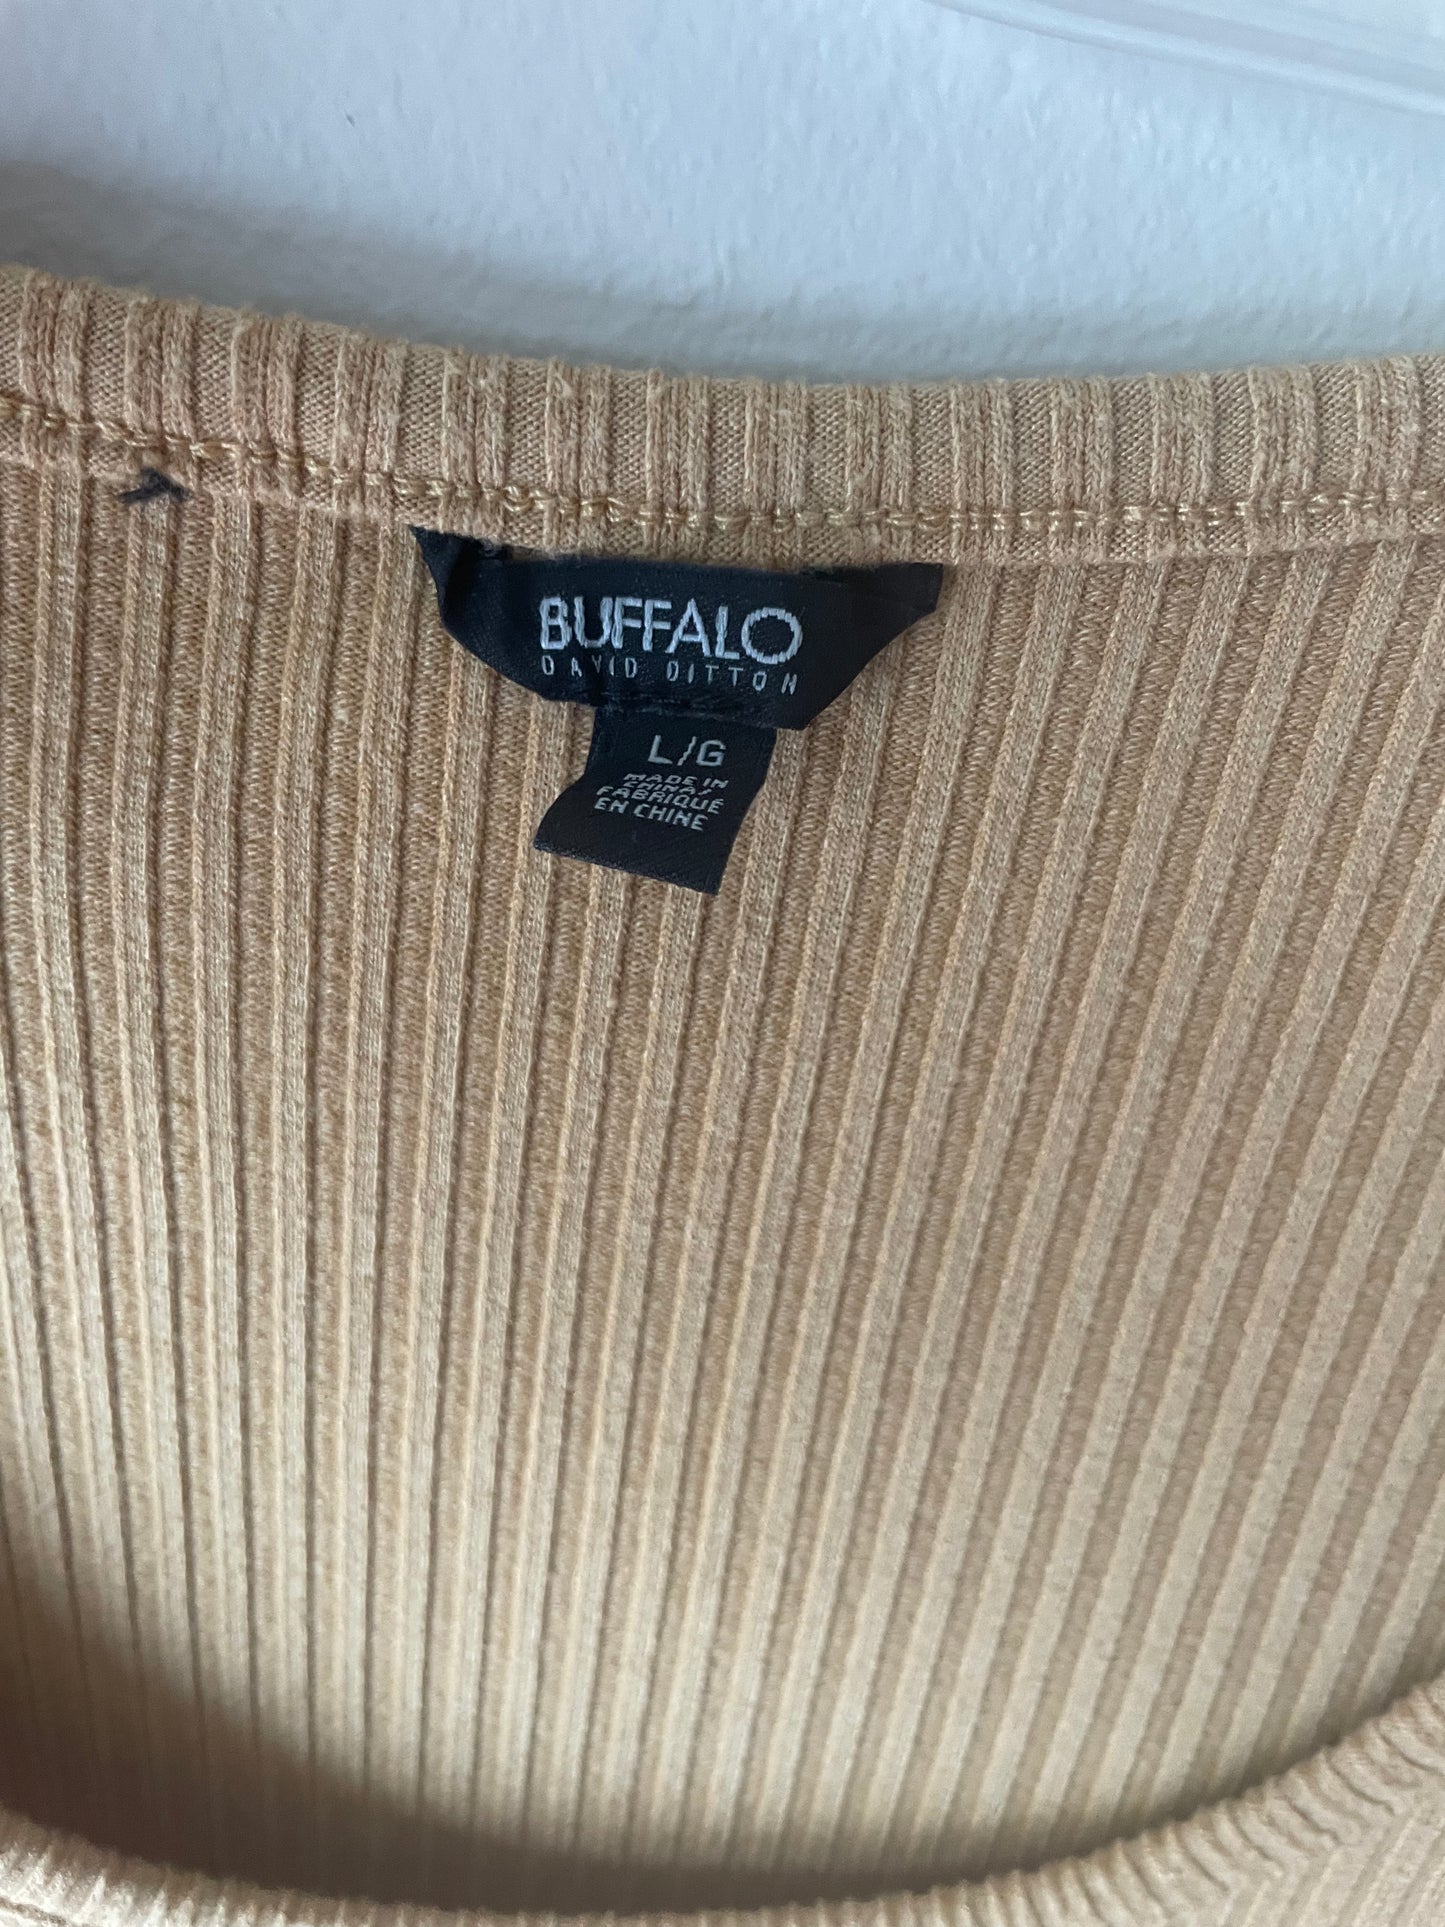 BUFFALO
DAVID BITTON
L/G
MADE IN
CHINA/
FABRIQUÉ
EN CHINE